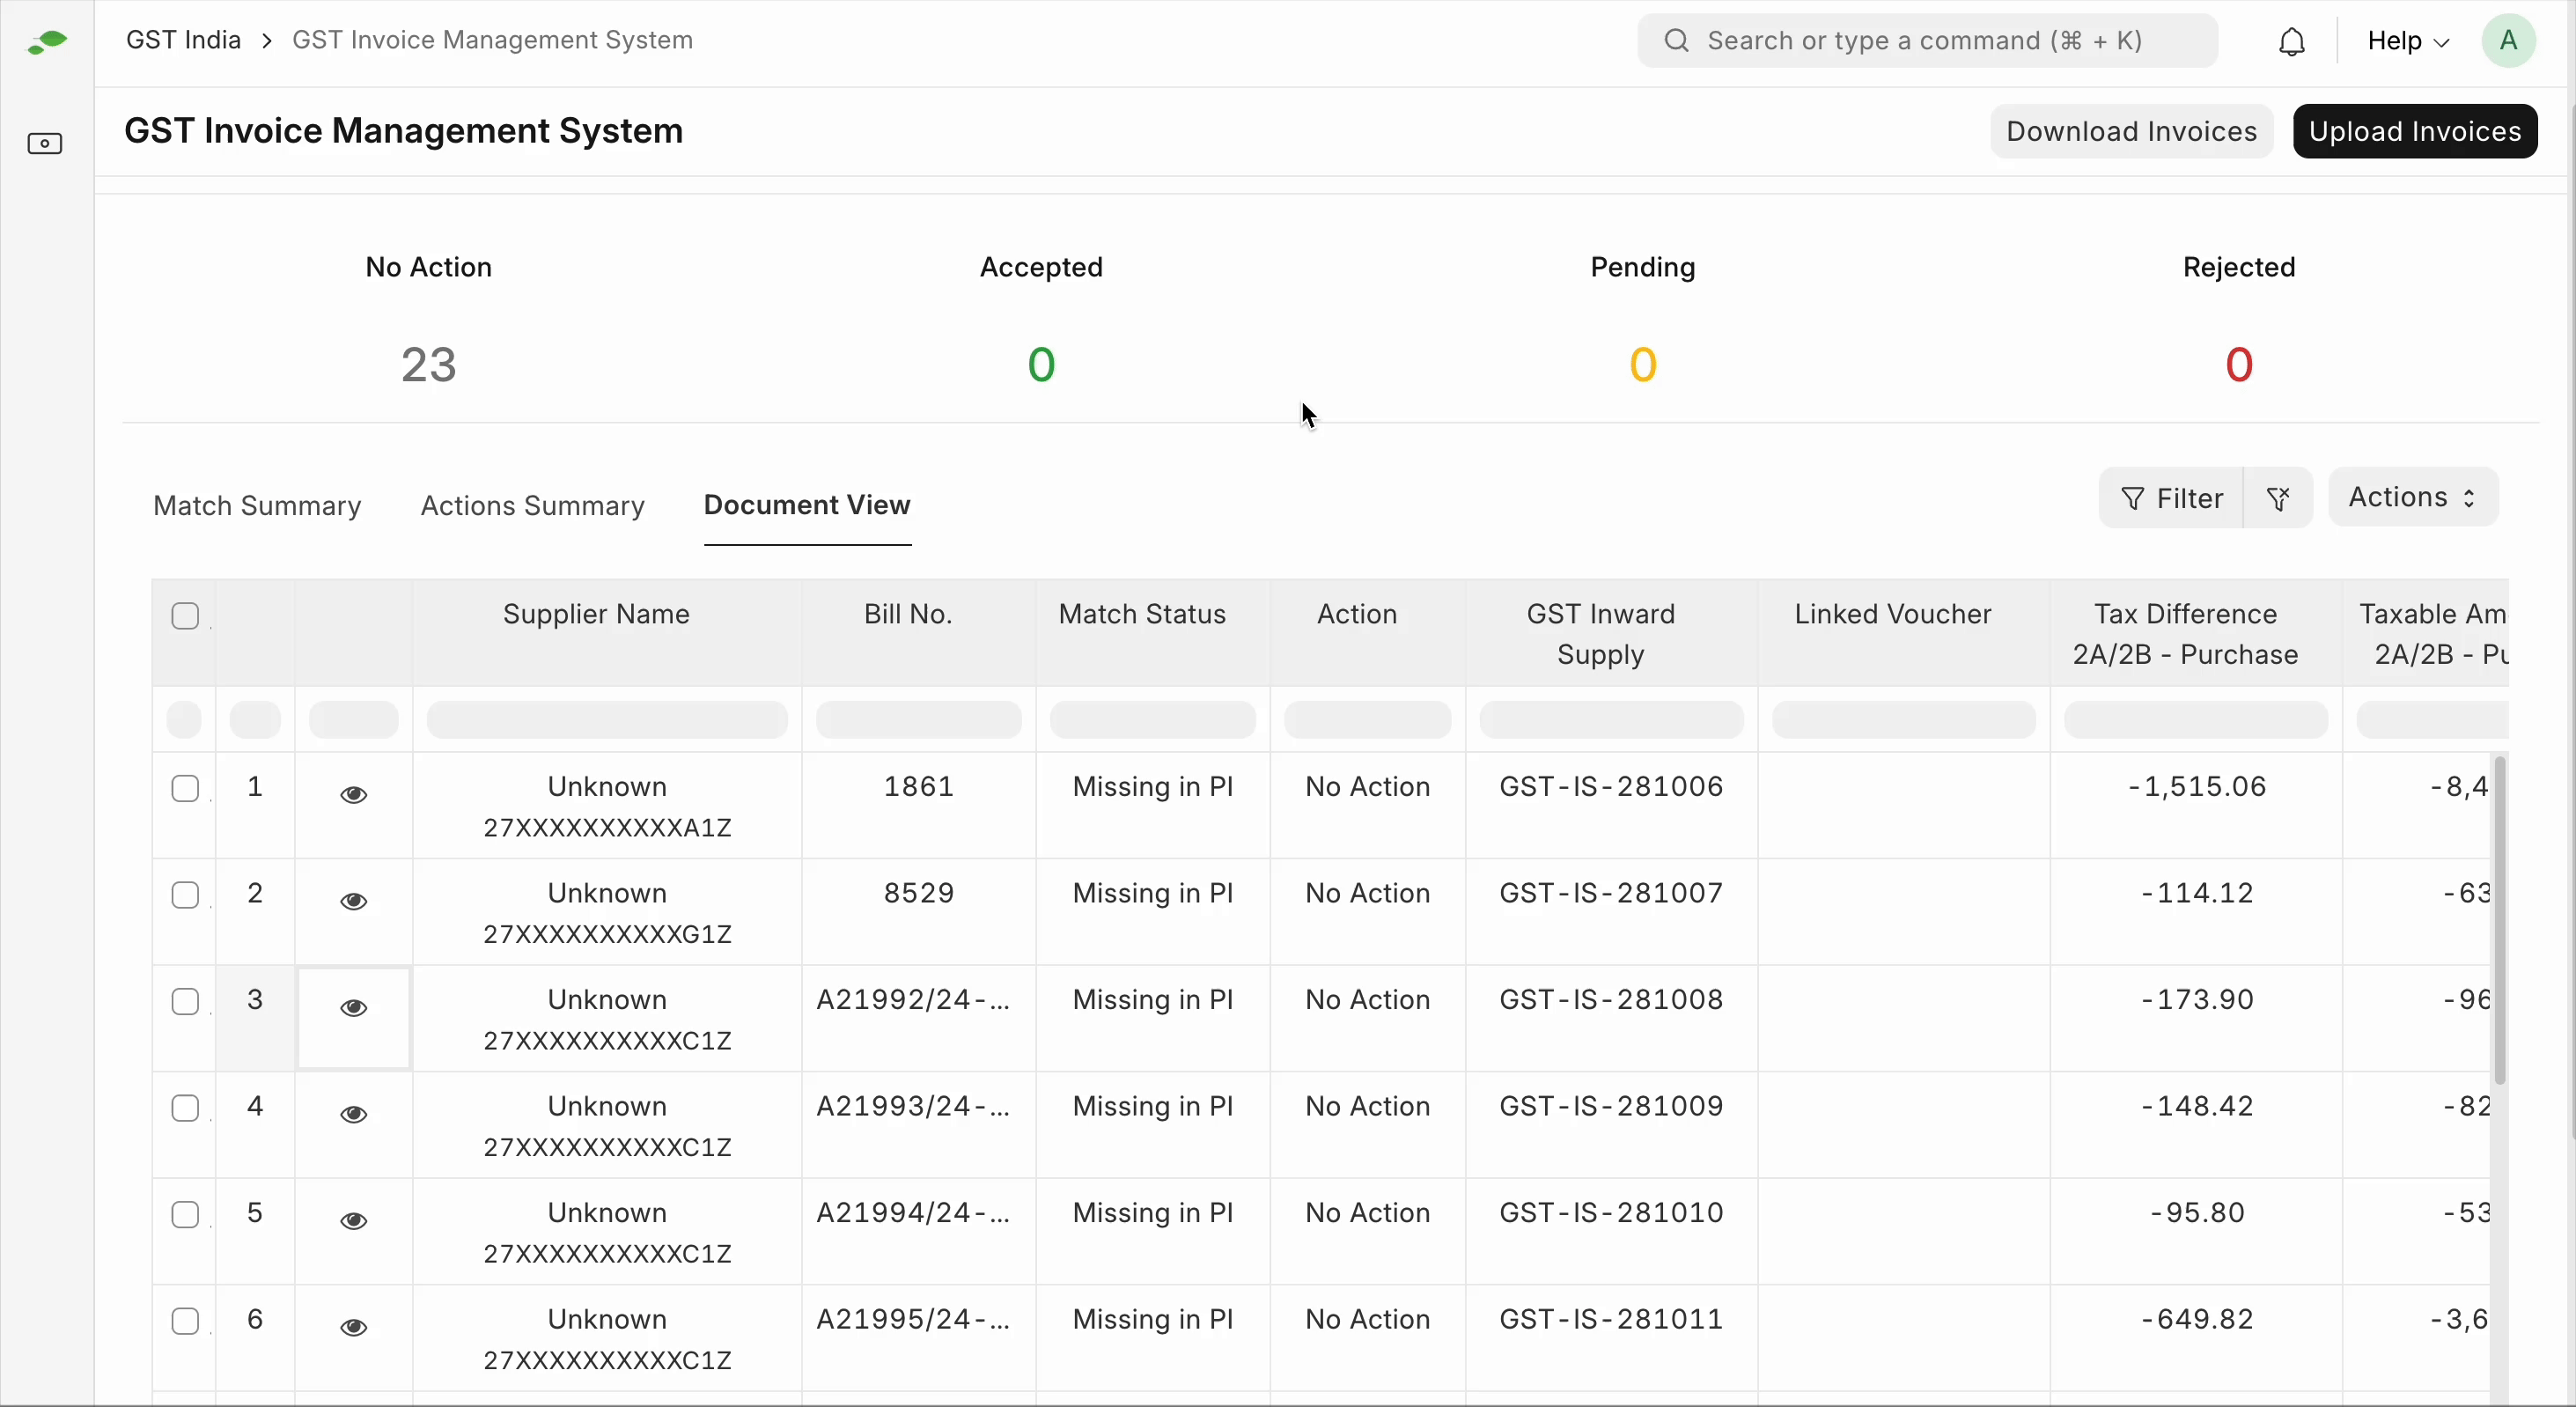 GST India > GST Invoice Management System
Search or type a command (⌘ + K)
Help
A
GST Invoice Management System
Download Invoices
Upload Invoices
No Action
Accepted
Pending
Rejected
23
0
0
0
Match Summary
Actions Summary
Document View
Filter
Actions
Supplier Name
Bill No.
Match Status
Action
GST Inward
Supply
Linked Voucher
Tax Difference
2A/2B - Purchase
Taxable Am
2A/2B - Pu
1 Unknown 1861 Missing in PI No Action GST-IS-281006 -1,515.06 -8,4
27XXXXXXXXXXA1Z
2 Unknown 8529 Missing in PI No Action GST-IS-281007 -114.12 -63
27XXXXXXXXXXG1Z
3 Unknown A21992/24-... Missing in PI No Action GST-IS-281008 -173.90 -96
27XXXXXXXXXXC1Z
4 Unknown A21993/24-... Missing in PI No Action GST-IS-281009 -148.42 -82
27XXXXXXXXXXC1Z
5 Unknown A21994/24-... Missing in PI No Action GST-IS-281010 -95.80 -53
27XXXXXXXXXXC1Z
6 Unknown A21995/24-... Missing in PI No Action GST-IS-281011 -649.82 -3,6
27XXXXXXXXXXC1Z